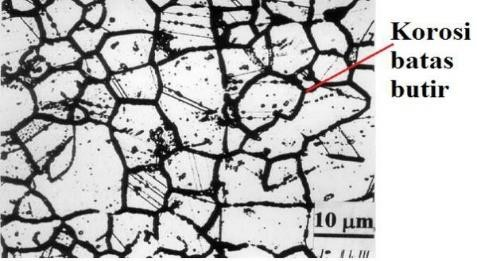 Korosi
batas
butir
10 μm